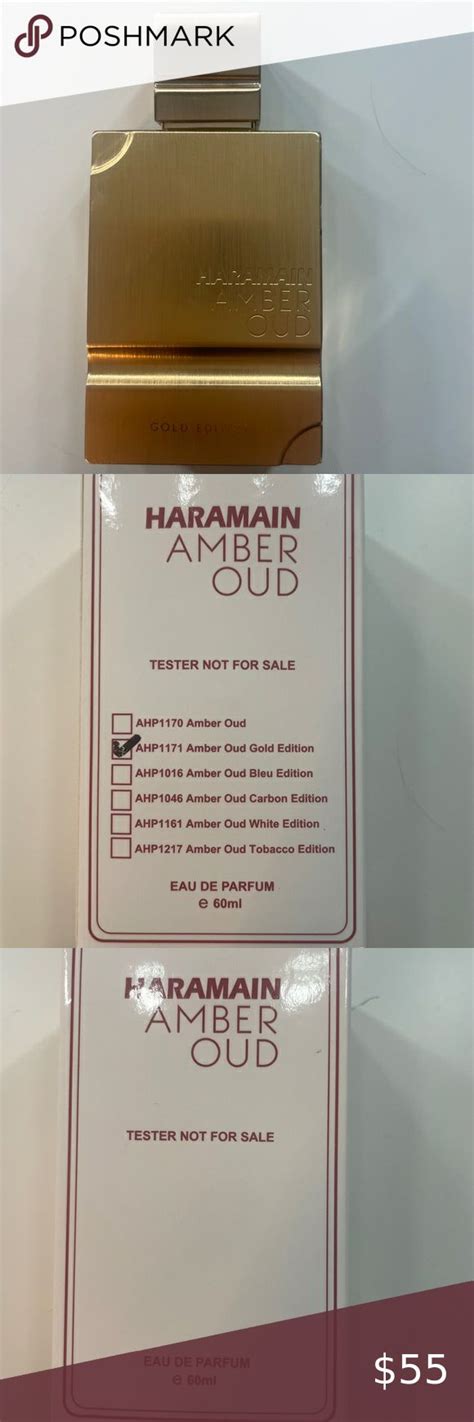 POSHMARK
HARAMAIN
AMBER
OUD
GOLD EDITION
HARAMAIN
AMBER
OUD
TESTER NOT FOR SALE
AHP1170 Amber Oud
AHP1171 Amber Oud Gold Edition
AHP1016 Amber Oud Bleu Edition
AHP1046 Amber Oud Carbon Edition
AHP1161 Amber Oud White Edition
AHP1217 Amber Oud Tobacco Edition
EAU DE PARFUM
e 60ml
HARAMAIN
AMBER
OUD
TESTER NOT FOR SALE
EAU DE PARFUM
e 60ml
$55